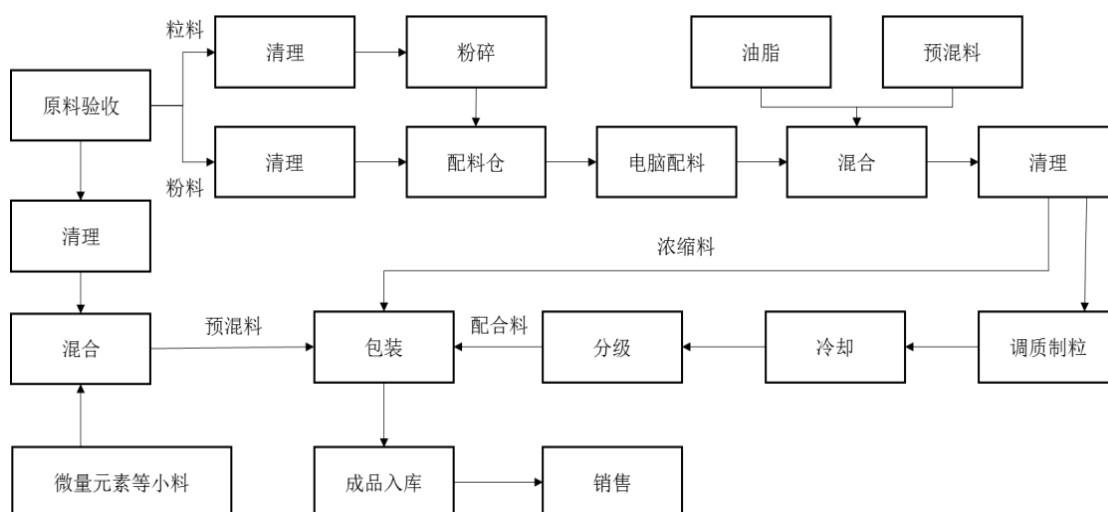 粒料
清理
粉碎
油脂
预混料
原料验收
粉料
清理
配料仓
电脑配料
混合
清理
清理
浓缩料
混合
预混料
包装
配合料
分级
冷却
调质制粒
微量元素等小料
成品入库
销售